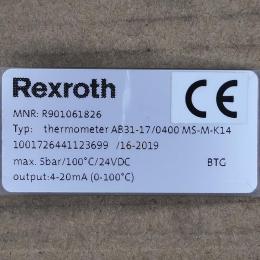 Rexroth
CE
MNR: R901061826
Typ: thermometer AB31-17/0400 MS-M-K14
1001726441123699 /16-2019
max. 5bar/100°C/24VDC BTG
output:4-20mA (0-100°C)